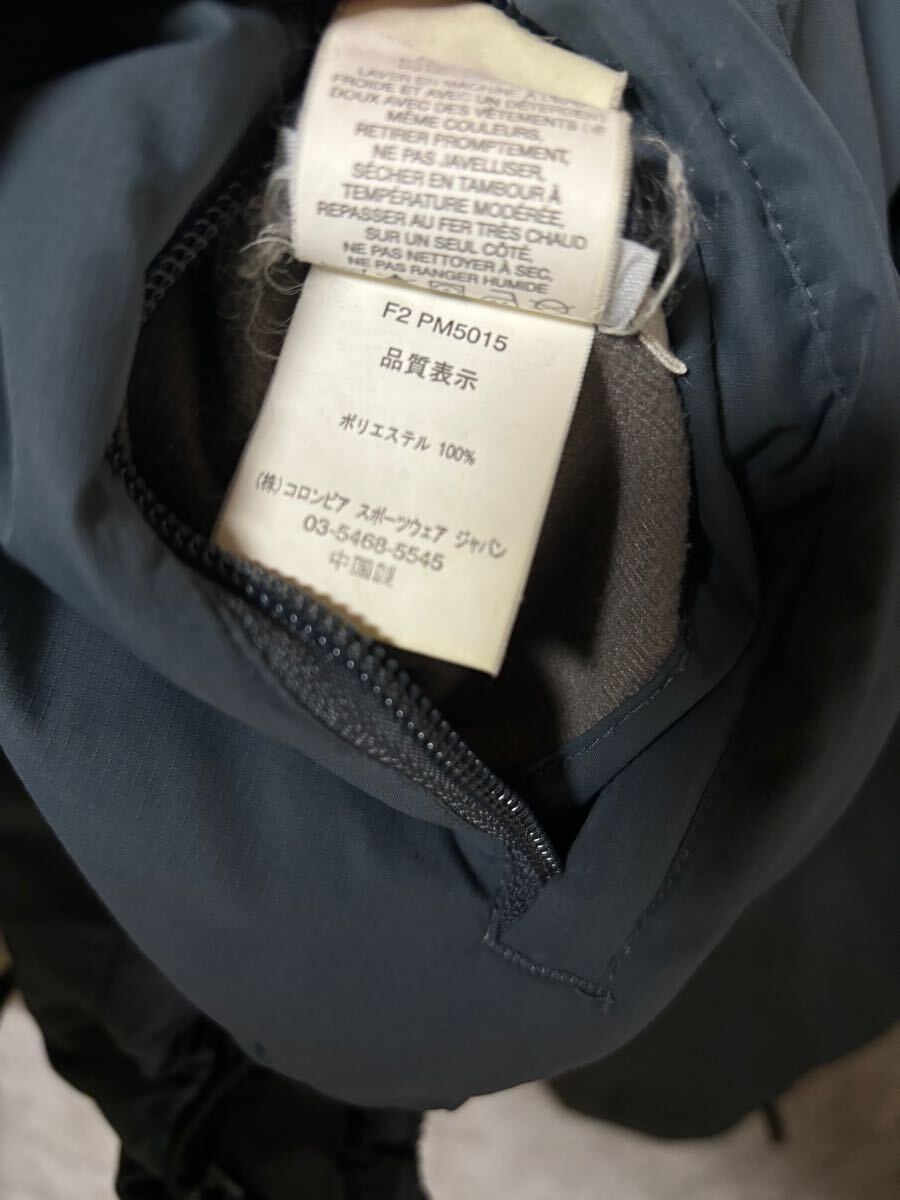 LAVER EN MACHINE À L'EAU
FROIDE ET AVEC UN DÉTERGENT
DOUX AVEC DES VÊTEMENTS DE
MÊME COULEURS.
RETIRER PROMPTEMENT,
NE PAS JAVELLISER,
SÉCHER EN TAMBOUR À
TEMPÉRATURE MODÉRÉE.
REPASSER AU FER TRÈS CHAUD
SUR UN SEUL CÔTÉ.
NE PAS NETTOYER À SEC.
NE PAS RANGER HUMIDE
F2 PM5015
品質表示
ポリエステル 100%
(株)コロンビア スポーツウェア ジャパン
03-5468-5545
中国製